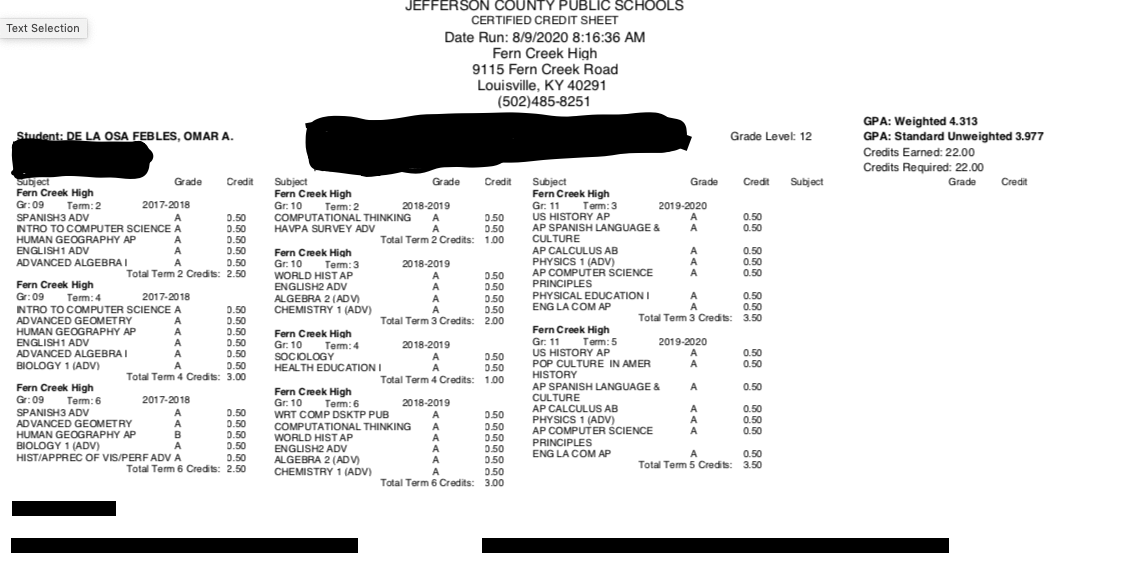 JEFFERSON COUNTY PUBLIC SCHOOLS
Text Selection
CERTIFIED CREDIT SHEET
Date Run: 8/9/2020 8:16:36 AM
Fern Creek High
9115 Fern Creek Road
Louisville, KY 40291
(502)485-8251
Student: DE LA OSA FEBLES, OMAR A.
Grade Level: 12
GPA: Weighted 4.313
GPA: Standard Unweighted 3.977
Credits Earned: 22.00
Credits Required: 22.00
Subject Grade Credit
Fern Creek High
Gr: 09 Term: 2 2017-2018
SPANISH3 ADV A 0.50
INTRO TO COMPUTER SCIENCE A 0.50
HUMAN GEOGRAPHY AP A 0.50
ENGLISH1 ADV A 0.50
ADVANCED ALGEBRA I A 0.50
Total Term 2 Credits: 2.50
Fern Creek High
Gr: 09 Term: 4 2017-2018
INTRO TO COMPUTER SCIENCE A 0.50
ADVANCED GEOMETRY A 0.50
HUMAN GEOGRAPHY AP A 0.50
ENGLISH1 ADV A 0.50
ADVANCED ALGEBRA I A 0.50
BIOLOGY 1 (ADV) A 0.50
Total Term 4 Credits: 3.00
Fern Creek High
Gr: 09 Term: 6 2017-2018
SPANISH3 ADV A 0.50
ADVANCED GEOMETRY A 0.50
HUMAN GEOGRAPHY AP B 0.50
BIOLOGY 1 (ADV) A 0.50
HIST/APPREC OF VIS/PERF ADV A 0.50
Total Term 6 Credits: 2.50
Subject Grade Credit
Fern Creek High
Gr: 10 Term: 2 2018-2019
COMPUTATIONAL THINKING A 0.50
HAVPA SURVEY ADV A 0.50
Total Term 2 Credits: 1.00
Fern Creek High
Gr: 10 Term: 3 2018-2019
WORLD HIST AP A 0.50
ENGLISH2 ADV A 0.50
ALGEBRA 2 (ADV) A 0.50
CHEMISTRY 1 (ADV) A 0.50
Total Term 3 Credits: 2.00
Fern Creek High
Gr: 10 Term: 4 2018-2019
SOCIOLOGY A 0.50
HEALTH EDUCATION I A 0.50
Total Term 4 Credits: 1.00
Fern Creek High
Gr: 10 Term: 6 2018-2019
WRT COMP DSKTP PUB A 0.50
COMPUTATIONAL THINKING A 0.50
WORLD HIST AP A 0.50
ENGLISH2 ADV A 0.50
ALGEBRA 2 (ADV) A 0.50
CHEMISTRY 1 (ADV) A 0.50
Total Term 6 Credits: 3.00
Subject Grade Credit
Fern Creek High
Gr: 11 Term: 3 2019-2020
US HISTORY AP A 0.50
AP SPANISH LANGUAGE & A 0.50
CULTURE
AP CALCULUS AB A 0.50
PHYSICS 1 (ADV) A 0.50
AP COMPUTER SCIENCE A 0.50
PRINCIPLES
PHYSICAL EDUCATION I A 0.50
ENG LA COM AP A 0.50
Total Term 3 Credits: 3.50
Fern Creek High
Gr: 11 Term: 5 2019-2020
US HISTORY AP A 0.50
POP CULTURE IN AMER A 0.50
HISTORY
AP SPANISH LANGUAGE & A 0.50
CULTURE
AP CALCULUS AB A 0.50
PHYSICS 1 (ADV) A 0.50
AP COMPUTER SCIENCE A 0.50
PRINCIPLES
ENG LA COM AP A 0.50
Total Term 5 Credits: 3.50
Subject Grade Credit